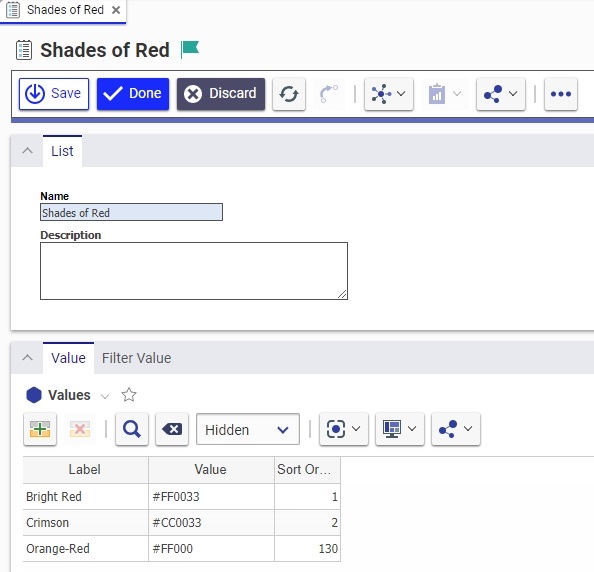 Shades of Red
Shades of Red
Save Done Discard
List
Name
Shades of Red
Description
Value Filter Value
Values
Hidden
Label Value Sort Or...
Bright Red #FF0033 1
Crimson #CC0033 2
Orange-Red #FF000 130